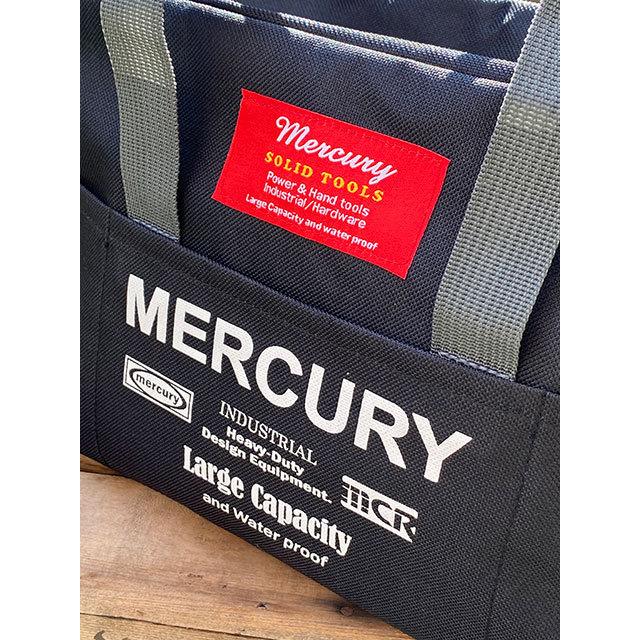 Mercury
SOLID TOOLS
Power & Hand tools
Industrial/Hardware
Large Capacity and water proof
MERCURY
mercury
INDUSTRIAL
Heavy-Duty
Design Equipment.
Large Capacity
and Water proof